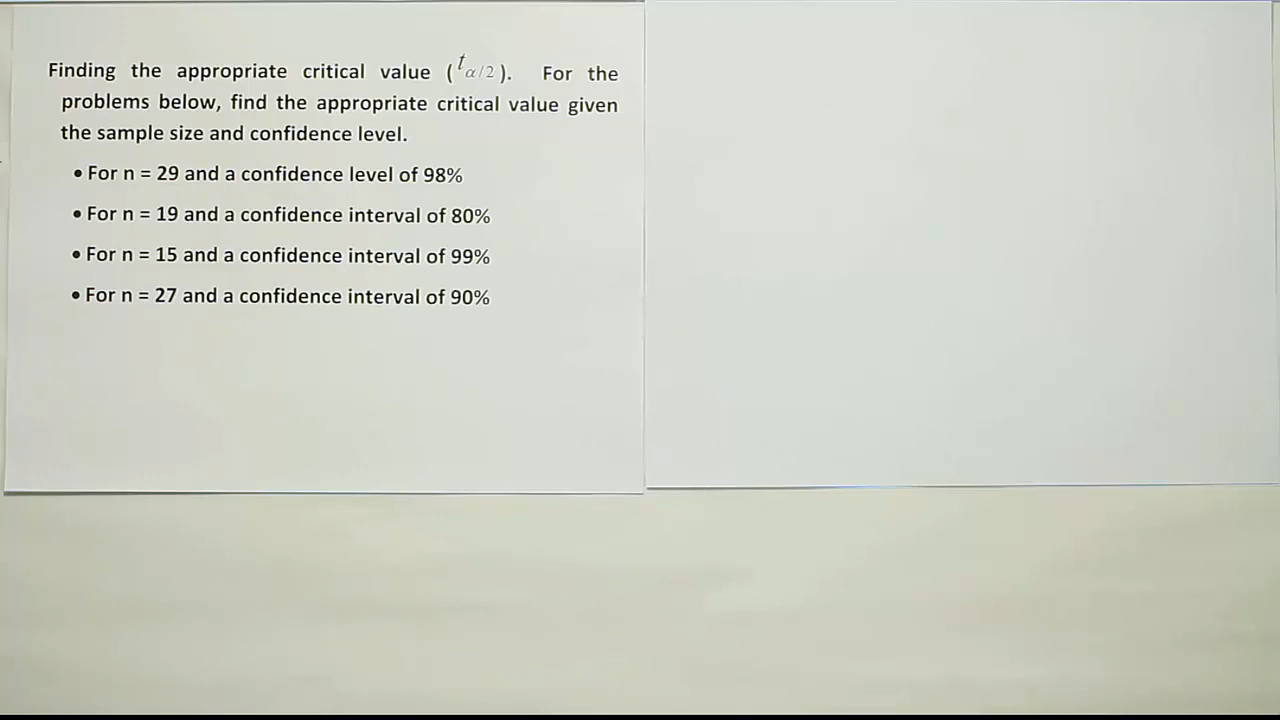 Finding the appropriate critical value (t α/2). For the
problems below, find the appropriate critical value given
the sample size and confidence level.
• For n = 29 and a confidence level of 98%
• For n = 19 and a confidence interval of 80%
• For n = 15 and a confidence interval of 99%
• For n = 27 and a confidence interval of 90%